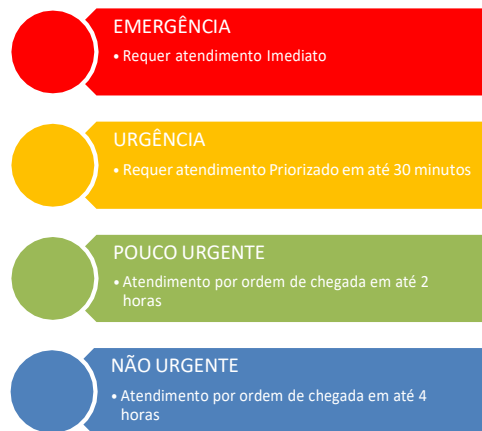 EMERGÊNCIA
• Requer atendimento Imediato
URGÊNCIA
• Requer atendimento Priorizado em até 30 minutos
POUCO URGENTE
• Atendimento por ordem de chegada em até 2
horas
NÃO URGENTE
• Atendimento por ordem de chegada em até 4
horas